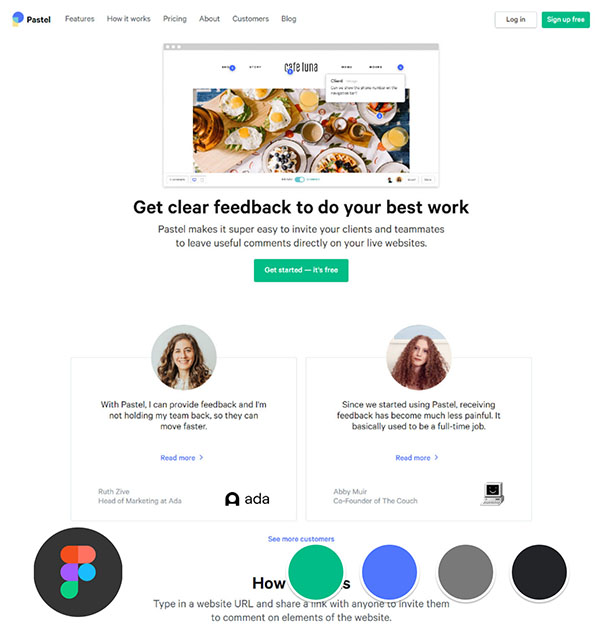 Pastel Features How it works Pricing About Customers Blog Log in Sign up free
STORY cafe luna MENU
Client
Can we show the phone number on the
navigation bar?
Get clear feedback to do your best work
Pastel makes it super easy to invite your clients and teammates
to leave useful comments directly on your live websites.
Get started — it's free
With Pastel, I can provide feedback and I'm
not holding my team back, so they can
move faster.
Read more
Ruth Zive
Head of Marketing at Ada
ada
Since we started using Pastel, receiving
feedback has become much less painful. It
basically used to be a full-time job.
Read more
Abby Muir
Co-Founder of The Couch
See more customers
How
Type in a website URL and share a link with anyone to invite them
to comment on elements of the website.